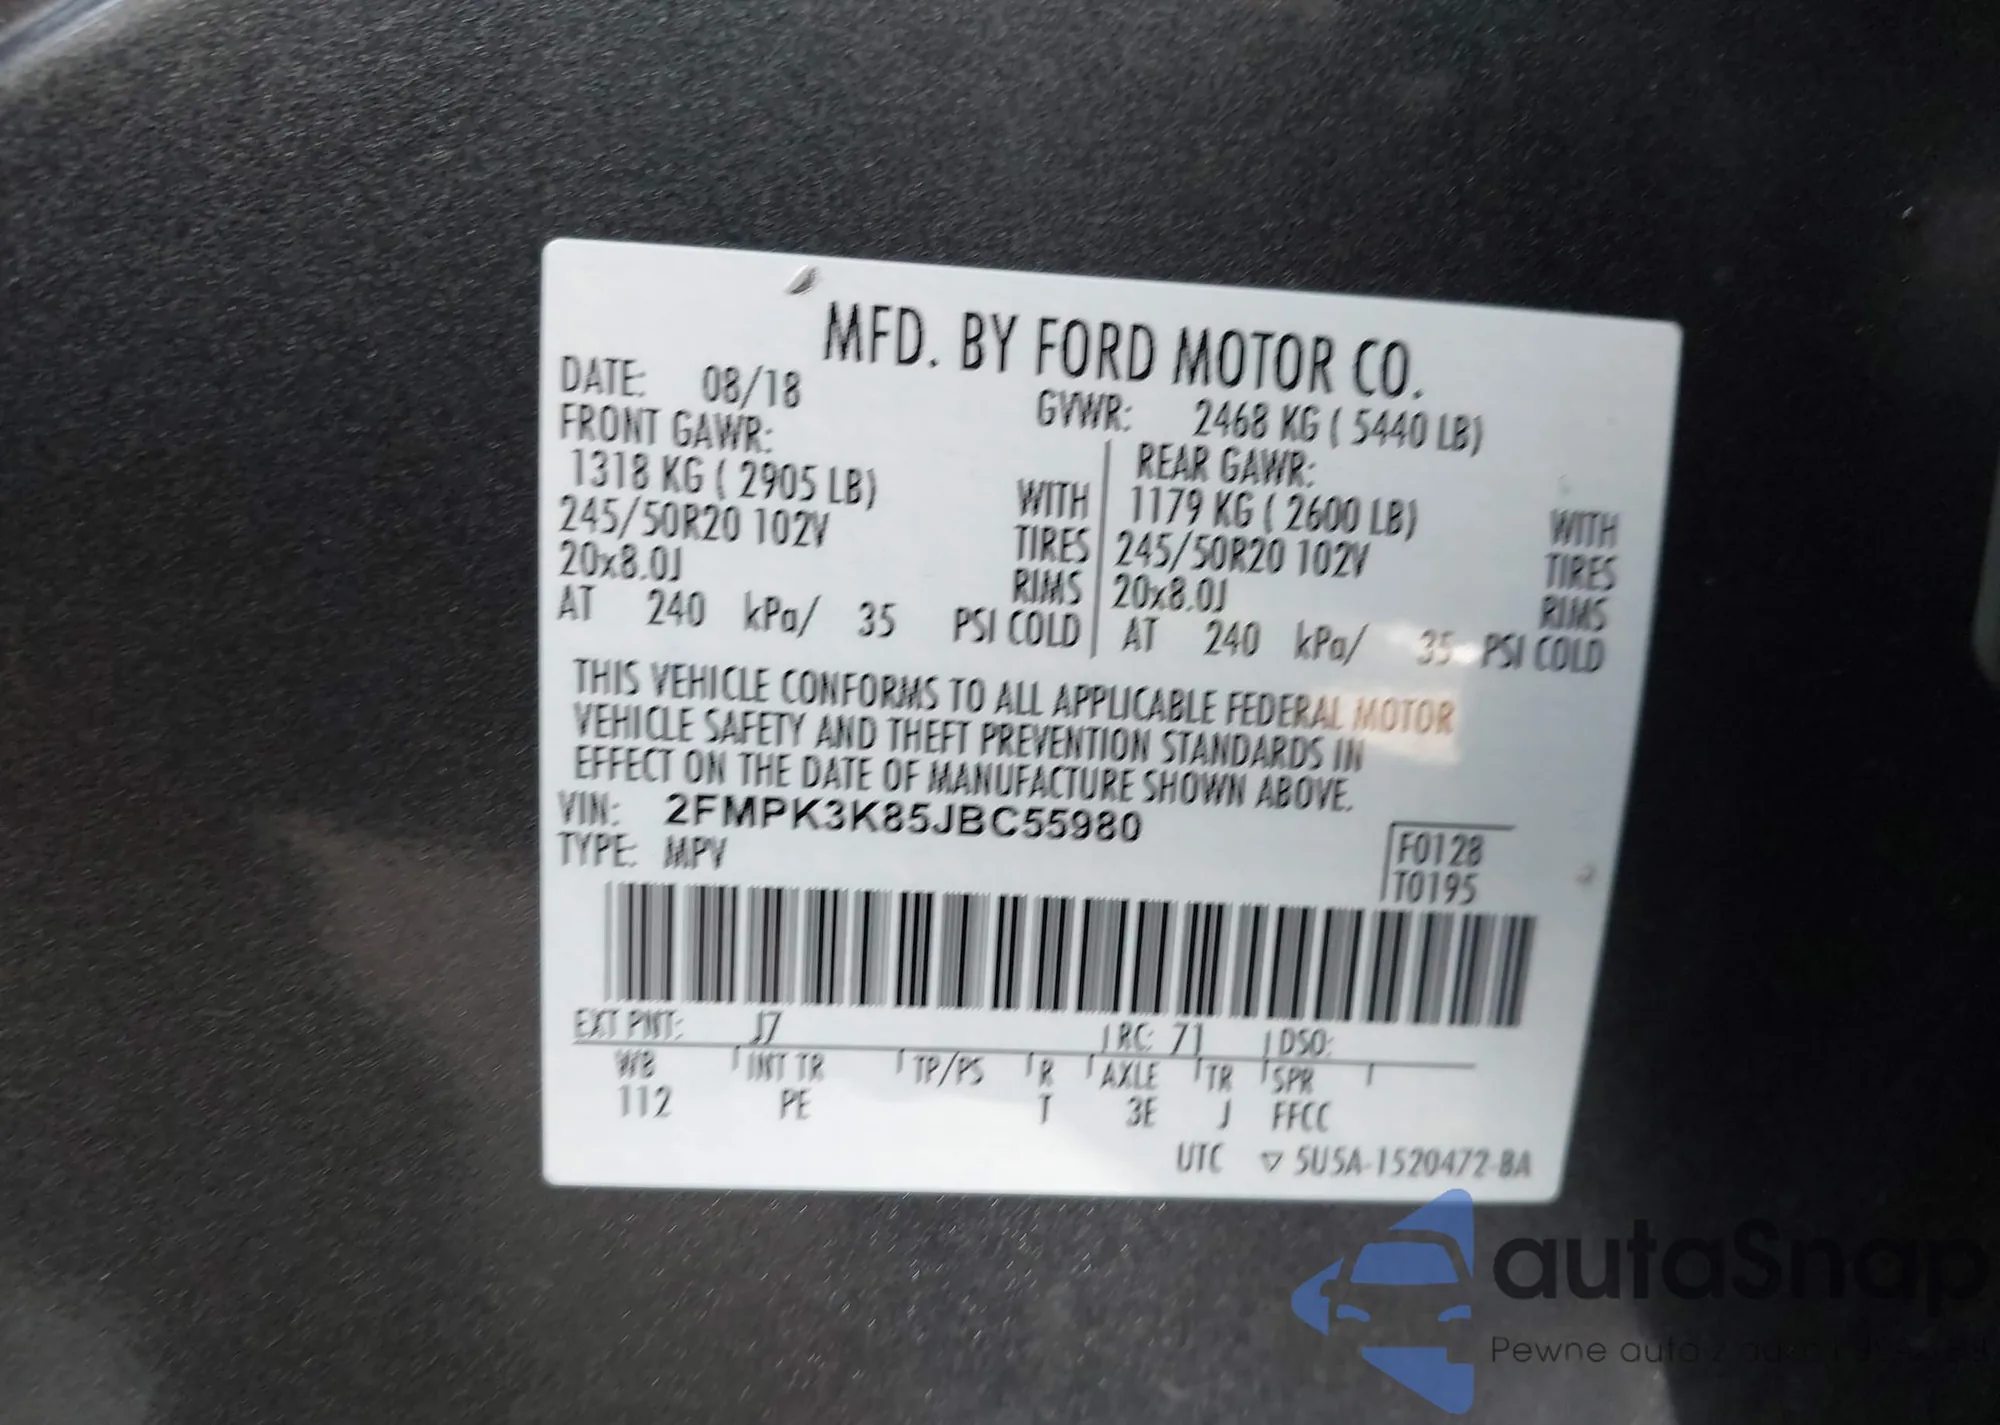 MFD. BY FORD MOTOR CO.
DATE: 08/18 GVWR: 2468 KG ( 5440 LB)
FRONT GAWR: REAR GAWR:
1318 KG ( 2905 LB) WITH 1179 KG ( 2600 LB) WITH
245/50R20 102V TIRES 245/50R20 102V TIRES
20x8.0J RIMS 20x8.0J RIMS
AT 240 kPa/ 35 PSI COLD AT 240 kPa/ 35 PSI COLD
THIS VEHICLE CONFORMS TO ALL APPLICABLE FEDERAL MOTOR
VEHICLE SAFETY AND THEFT PREVENTION STANDARDS IN
EFFECT ON THE DATE OF MANUFACTURE SHOWN ABOVE.
VIN: 2FMPK3K85JBC55980
TYPE: MPV
F0128
T0195
EXT PNT: J7 RC: 71 DSO:
WB INT TR TP/PS R AXLE TR SPR
112 PE T 3E J FFCC
UTC ▽ 5U5A-1520472-BA
autaSnap
Pewne auta z